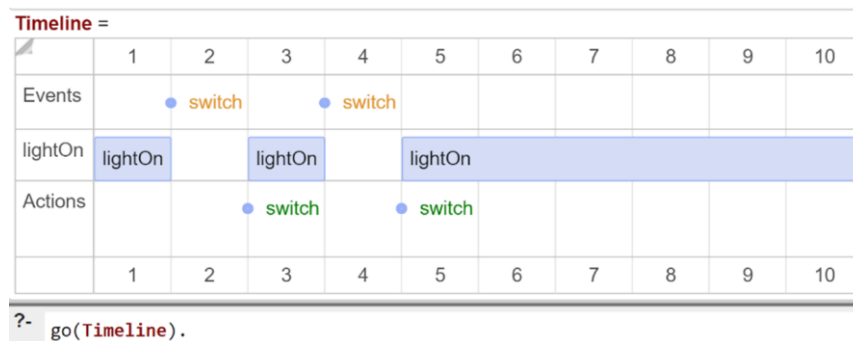 Timeline =
1 2 3 4 5 6 7 8 9 10
Events switch switch
lightOn lightOn lightOn lightOn
Actions switch switch
1 2 3 4 5 6 7 8 9 10
?- go(Timeline).